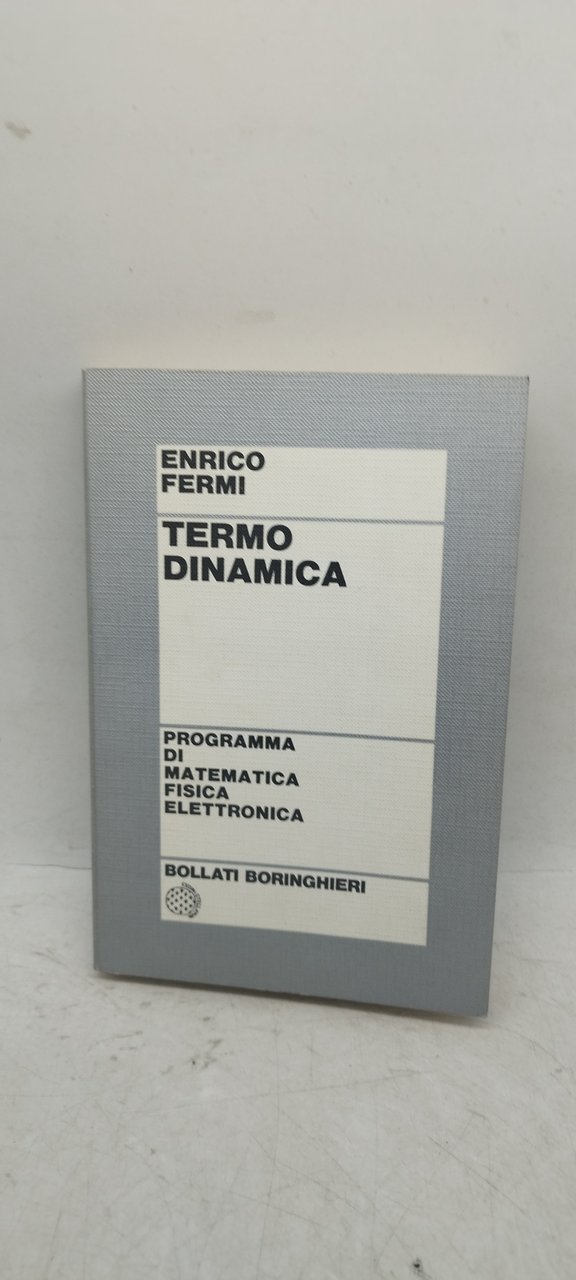 ENRICO
FERMI
TERMO
DINAMICA
PROGRAMMA
DI
MATEMATICA
FISICA
ELETTRONICA
BOLLATI BORINGHIERI